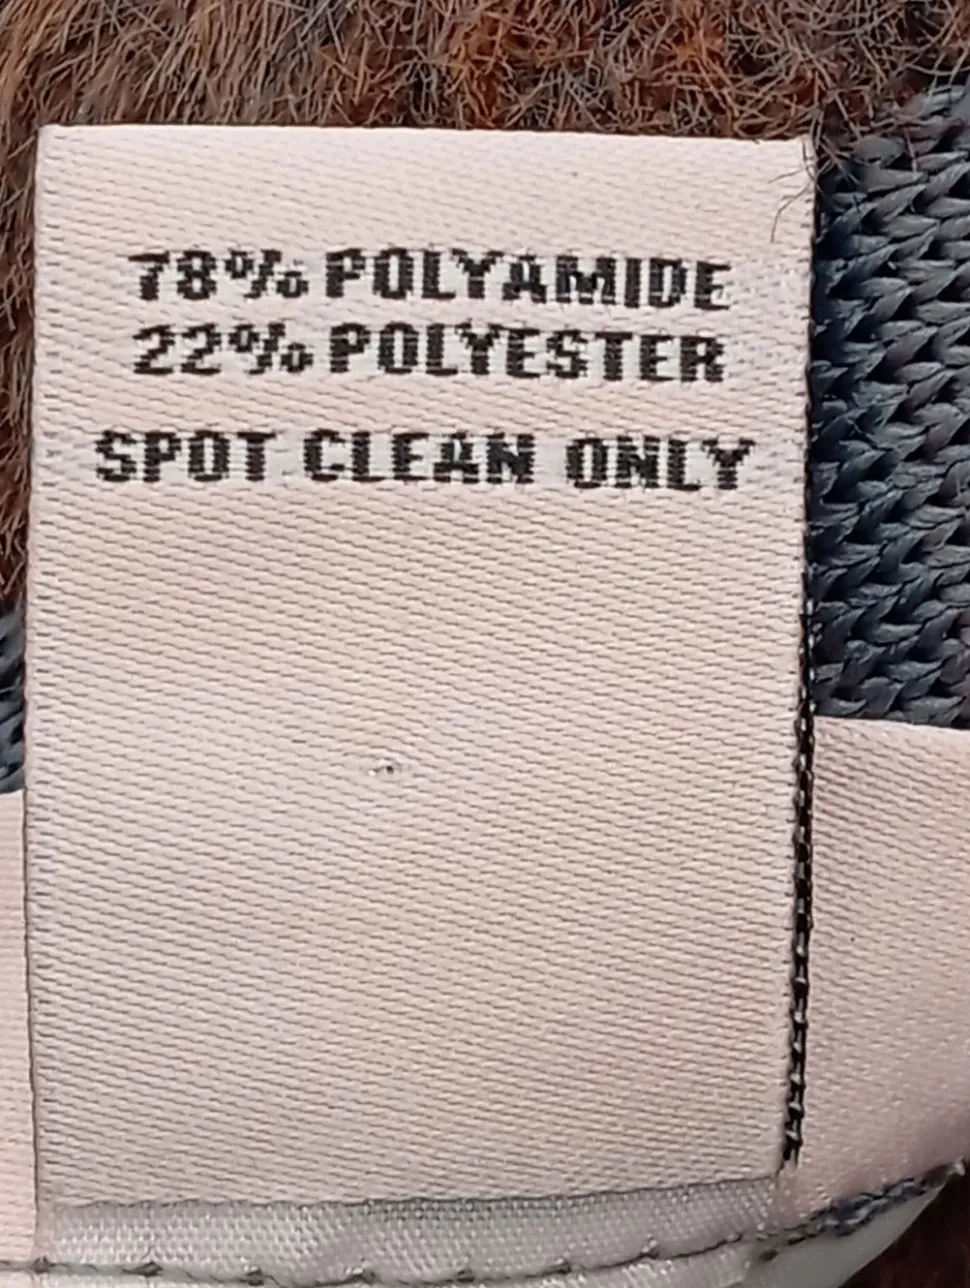 78% POLYAMIDE
22% POLYESTER
SPOT CLEAN ONLY